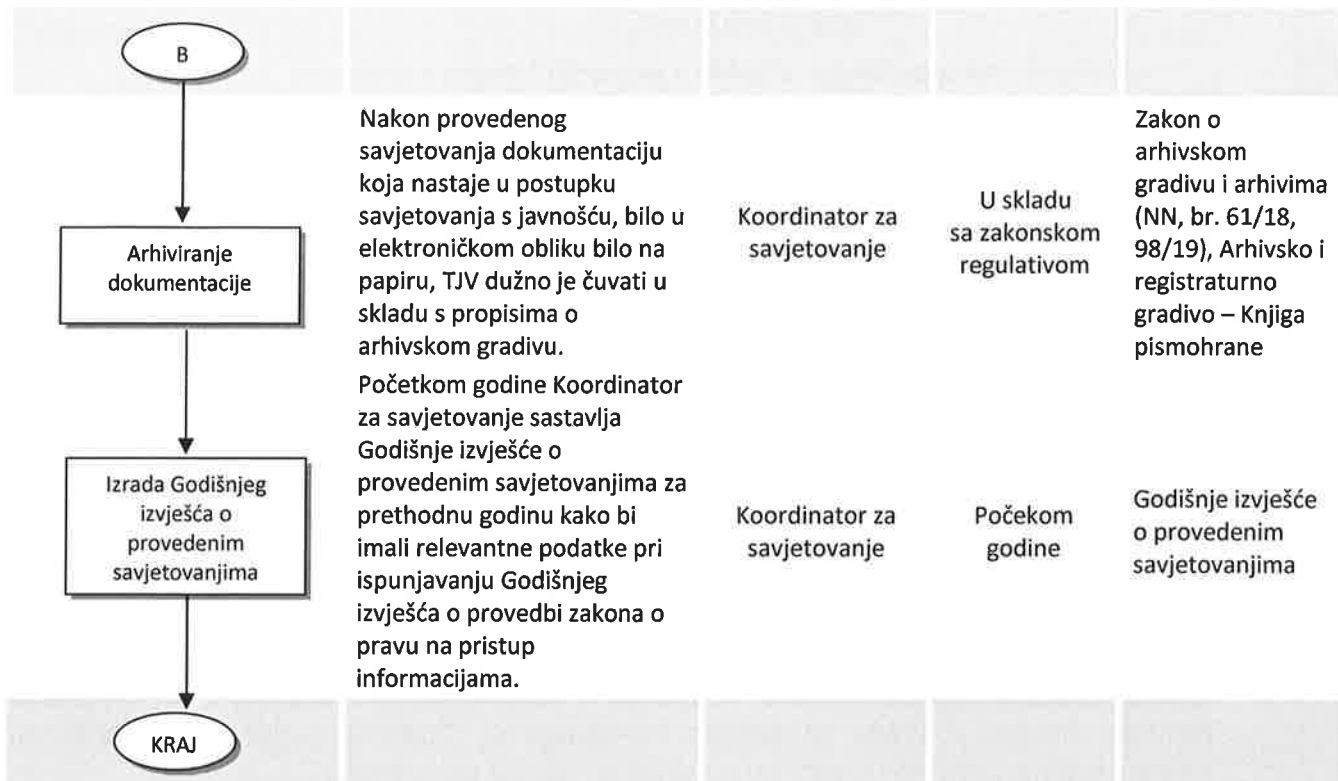 B
Arhiviranje
dokumentacije
Nakon provedenog
savjetovanja dokumentaciju
koja nastaje u postupku
savjetovanja s javnošću, bilo u
elektroničkom obliku bilo na
papiru, TJV dužno je čuvati u
skladu s propisima o
arhivskom gradivu.
Koordinator za
savjetovanje
U skladu
sa zakonskom
regulativom
Zakon o
arhivskom
gradivu i arhivima
(NN, br. 61/18,
98/19), Arhivsko i
registraturno
gradivo – Knjiga
pismohrane
Izrada Godišnjeg
izvješća o
provedenim
savjetovanjima
Početkom godine Koordinator
za savjetovanje sastavlja
Godišnje izvješće o
provedenim savjetovanjima za
prethodnu godinu kako bi
imali relevantne podatke pri
ispunjavanju Godišnjeg
izvješća o provedbi zakona o
pravu na pristup
informacijama.
Koordinator za
savjetovanje
Počekom
godine
Godišnje izvješće
o provedenim
savjetovanjima
KRAJ